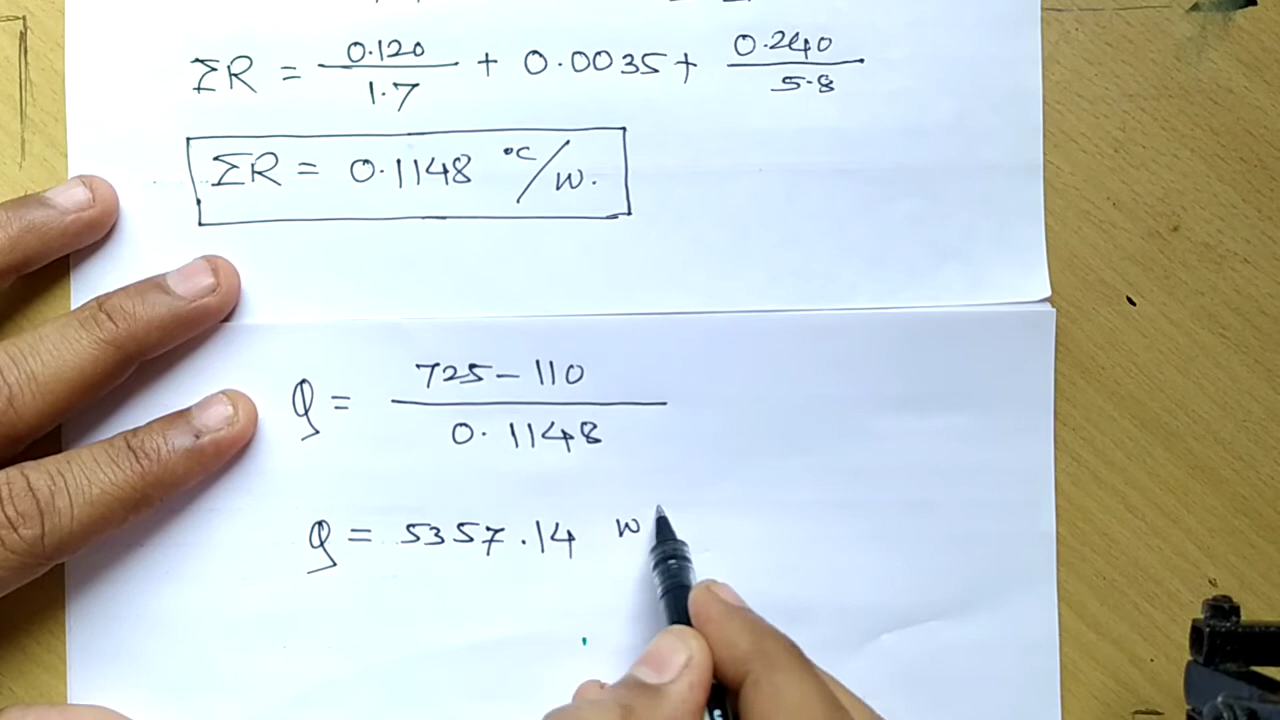 ΣR = 0.120/1.7 + 0.0035 + 0.240/5.8
ΣR = 0.1148 °C/W.
Q = 725 - 110 / 0.1148
Q = 5357.14 W